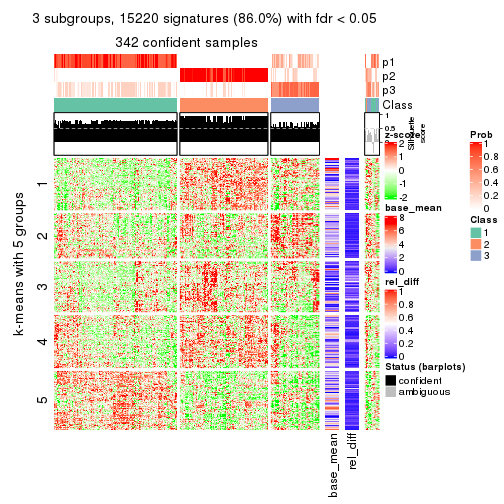 3 subgroups, 15220 signatures (86.0%) with fdr < 0.05
342 confident samples
p1
p2
p3
Class
1
0.5
0
Silhouette
score
k-means with 5 groups
1
2
3
4
5
base_mean
rel_diff
z-score
2
1
0
-1
-2
base_mean
8
6
4
2
0
rel_diff
1
0.8
0.6
0.4
0.2
0
Status (barplots)
confident
ambiguous
Prob
1
0.8
0.6
0.4
0.2
0
Class
1
2
3